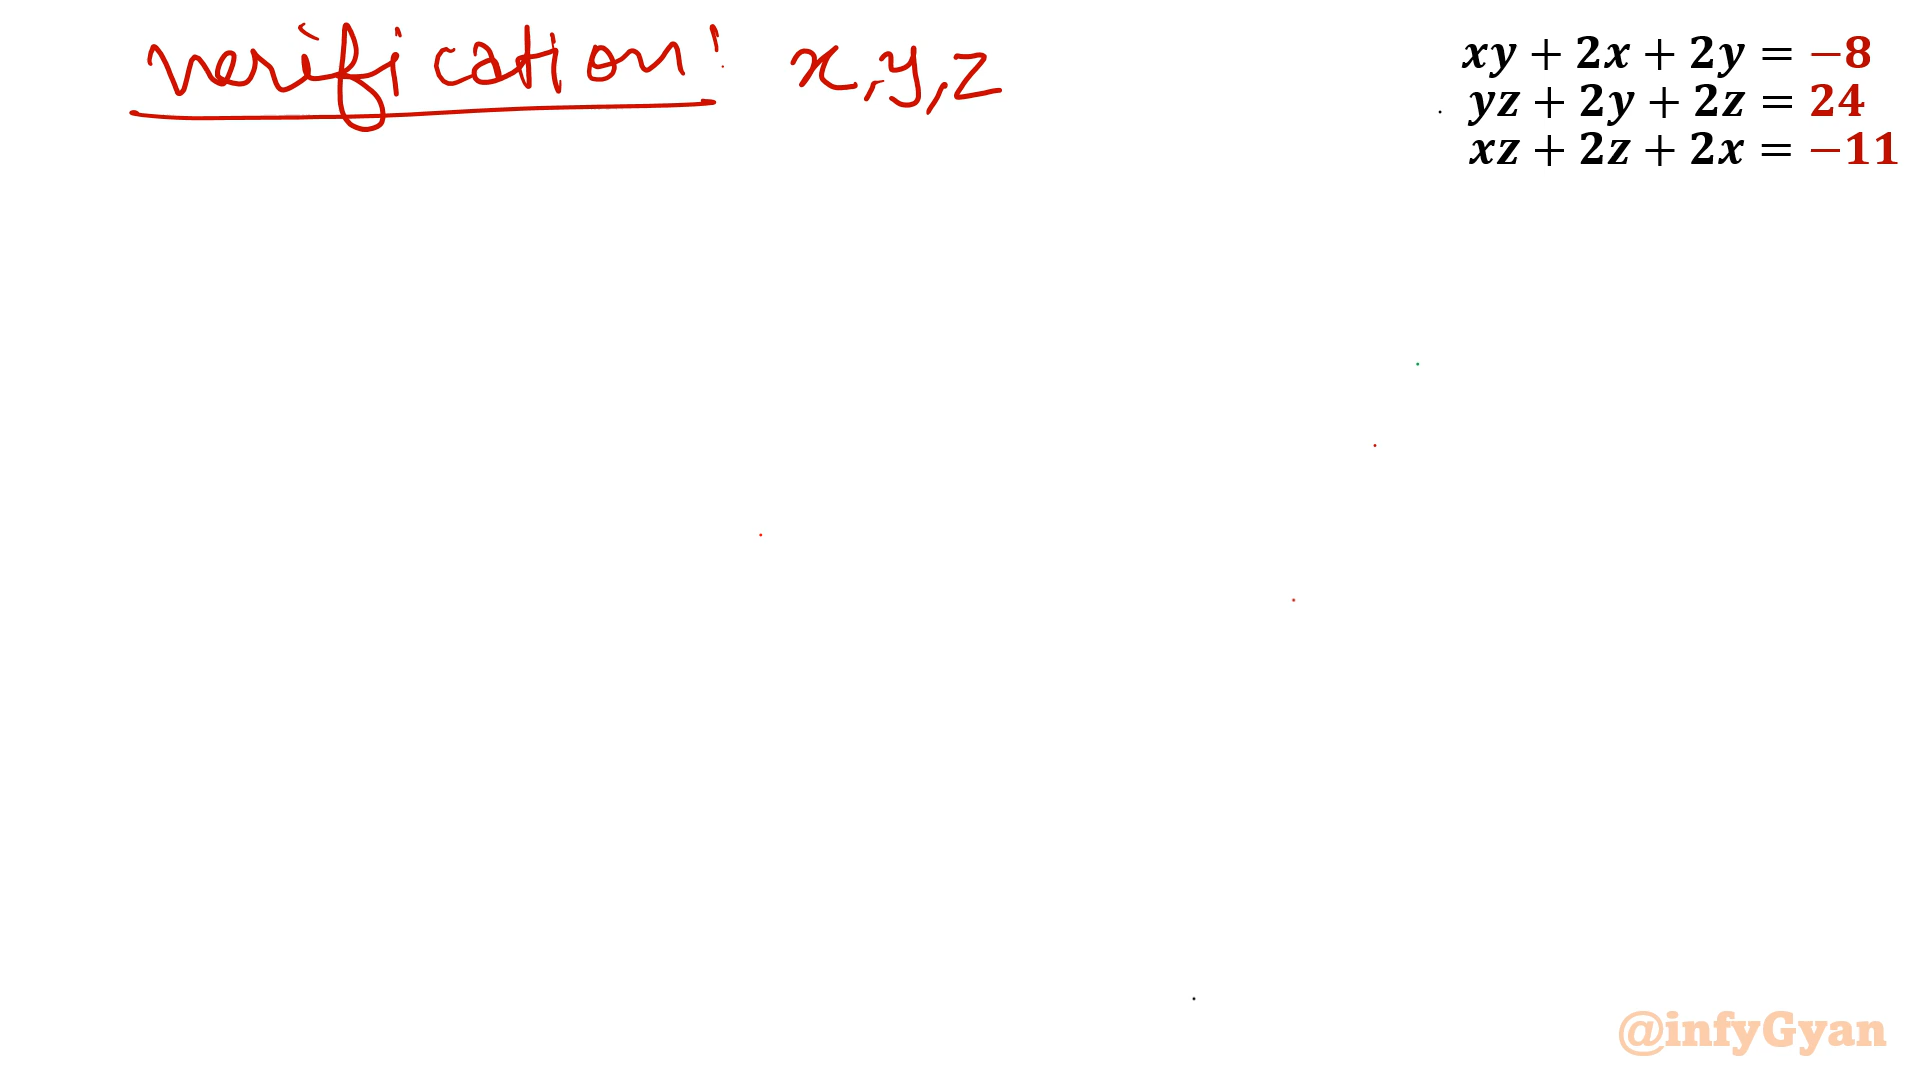 verification: x, y, z
xy + 2x + 2y = −8
yz + 2y + 2z = 24
xz + 2z + 2x = −11
@infyGyan